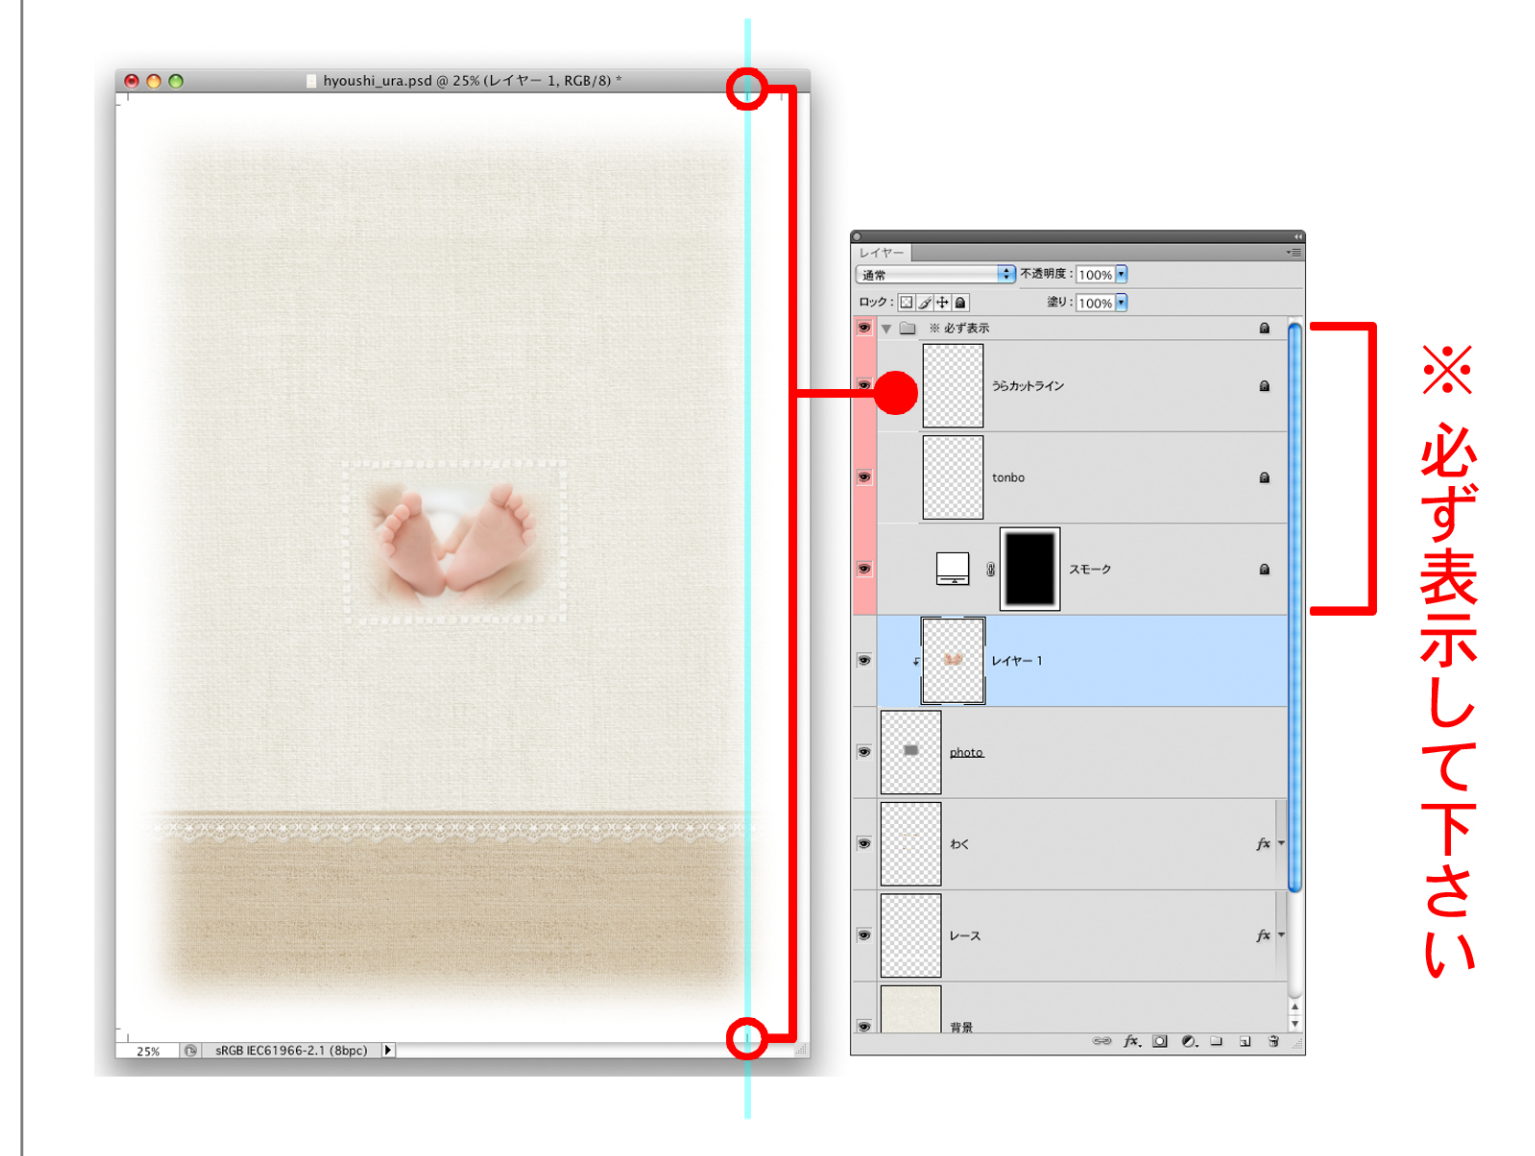 hyoushi_ura.psd @ 25% (レイヤー 1, RGB/8) *
25%
sRGB IEC61966-2.1 (8bpc)
レイヤー
通常
不透明度 : 100%
ロック :
塗り : 100%
※ 必ず表示
うらカットライン
tonbo
スモーク
レイヤー 1
photo
わく
fx
レース
fx
背景
fx.
※ 必ず表示して下さい